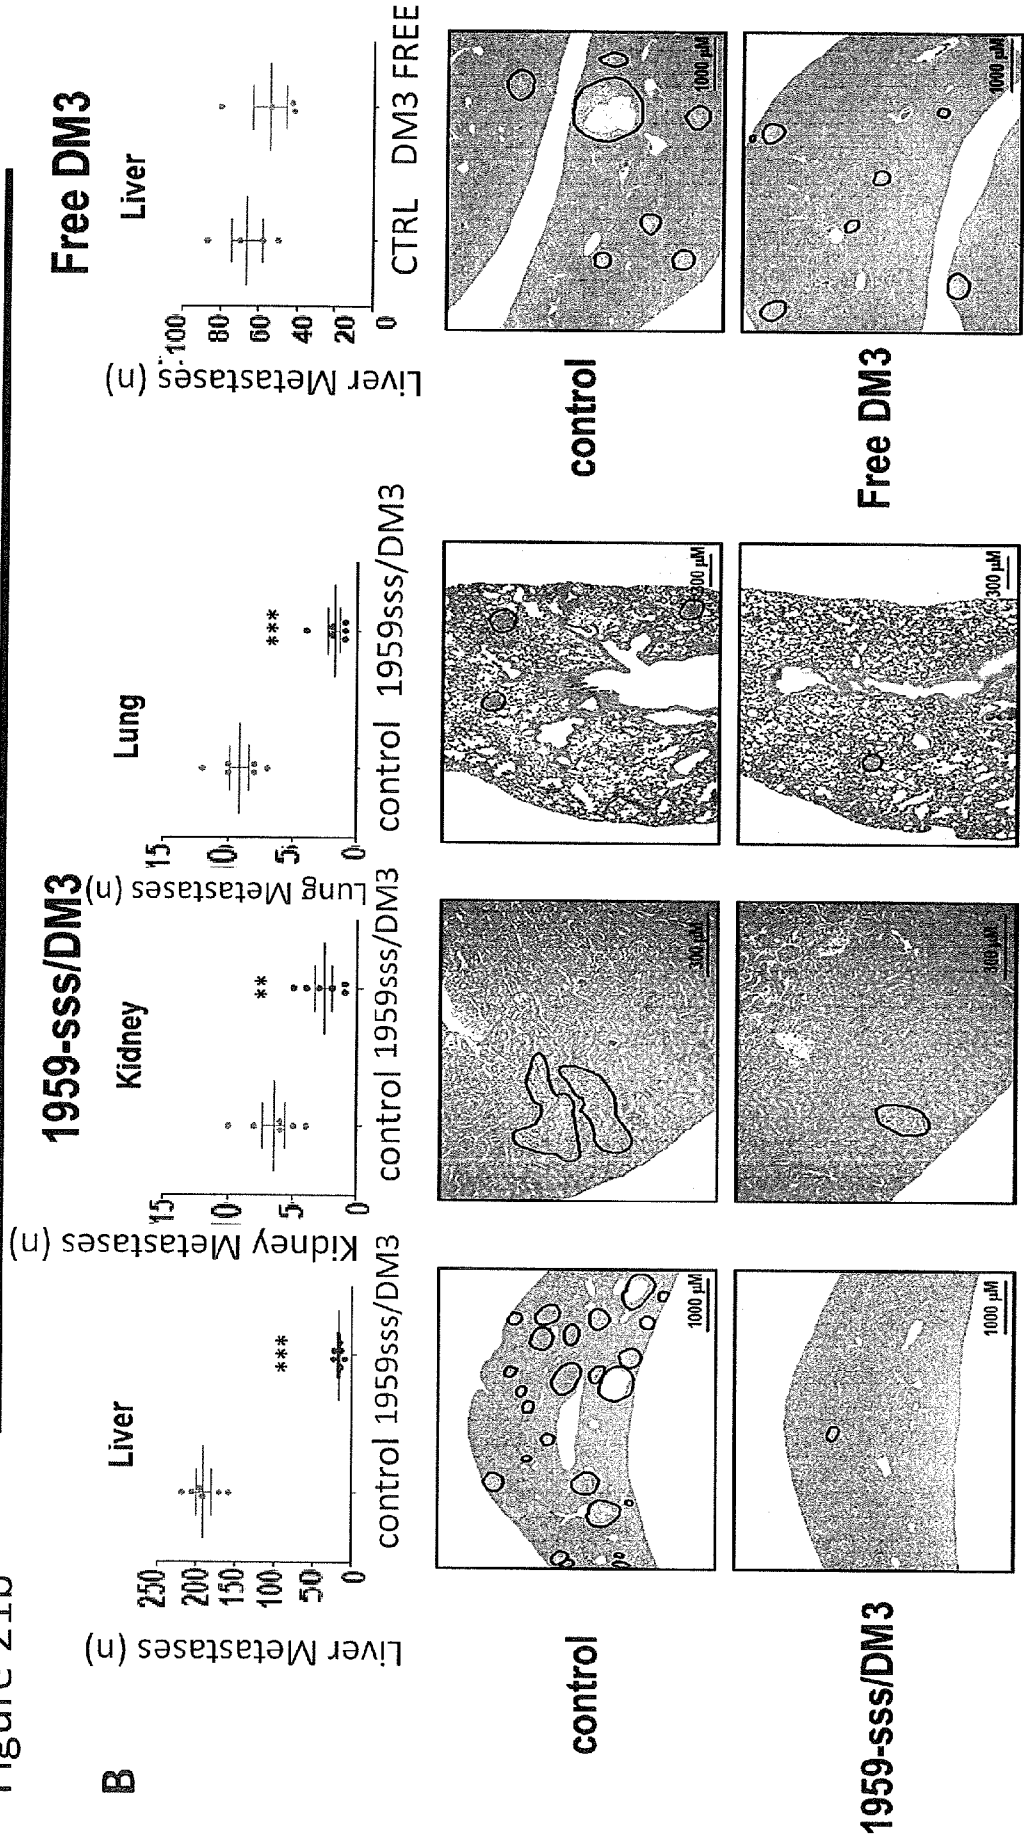 Figure 21b
B
1959-sss/DM3
Free DM3
Liver
Liver Metastases (n)
250
200
150
100
50
0
***
control 1959sss/DM3
Kidney
Kidney Metastases (n)
15
10
5
0
**
control 1959sss/DM3
Lung
Lung Metastases (n)
15
10
5
0
***
control 1959sss/DM3
Liver
Liver Metastases (n)
100
80
60
40
20
0
CTRL DM3 FREE
control
1000 µM
300 µM
300 µM
control
1000 µM
1959-sss/DM3
1000 µM
300 µM
300 µM
Free DM3
1000 µM